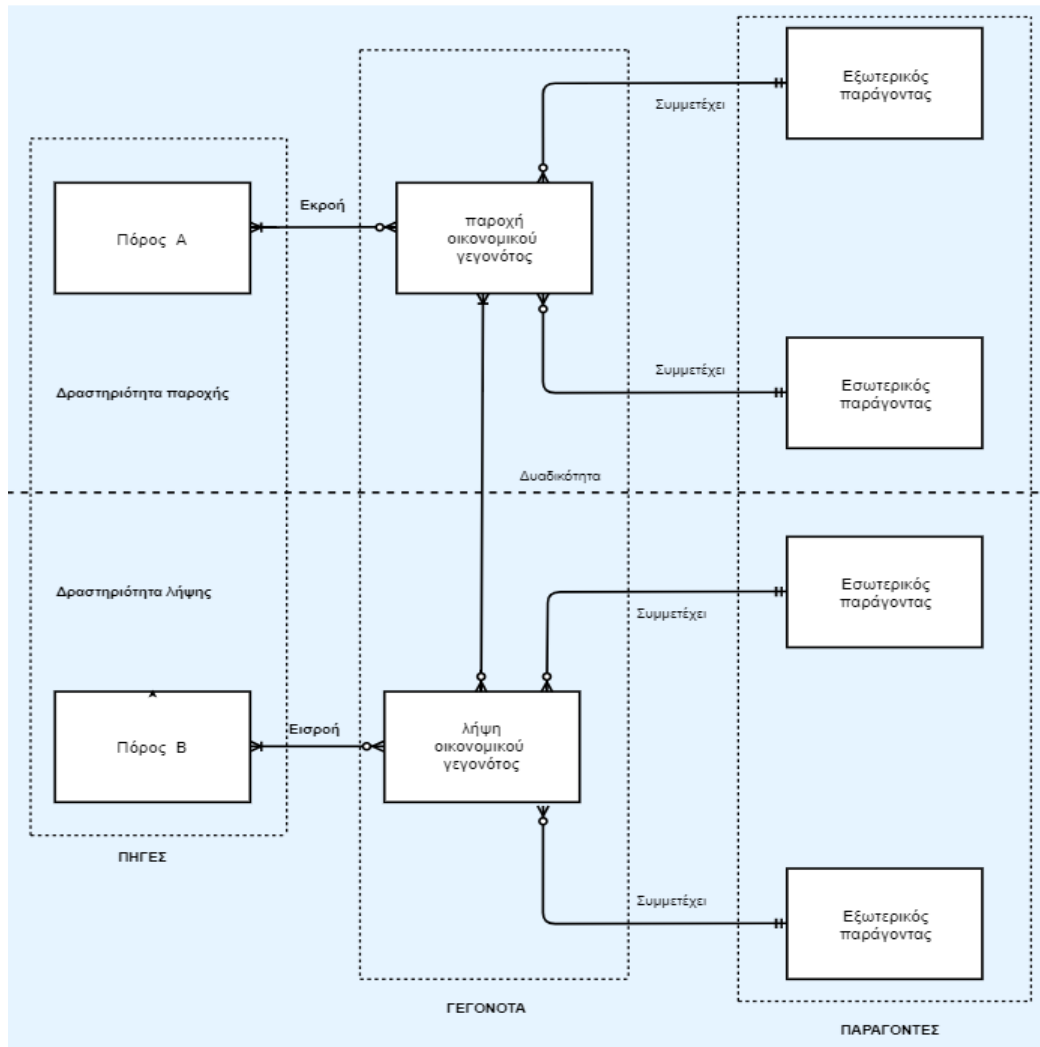 Εξωτερικός
παράγοντας
Συμμετέχει
Εκροή
Πόρος Α
παροχή
οικονομικού
γεγονότος
Συμμετέχει
Εσωτερικός
παράγοντας
Δραστηριότητα παροχής
Δυαδικότητα
Δραστηριότητα λήψης
Εσωτερικός
παράγοντας
Συμμετέχει
Εισροή
Πόρος Β
λήψη
οικονομικού
γεγονότος
ΠΗΓΕΣ
Συμμετέχει
Εξωτερικός
παράγοντας
ΓΕΓΟΝΟΤΑ
ΠΑΡΑΓΟΝΤΕΣ